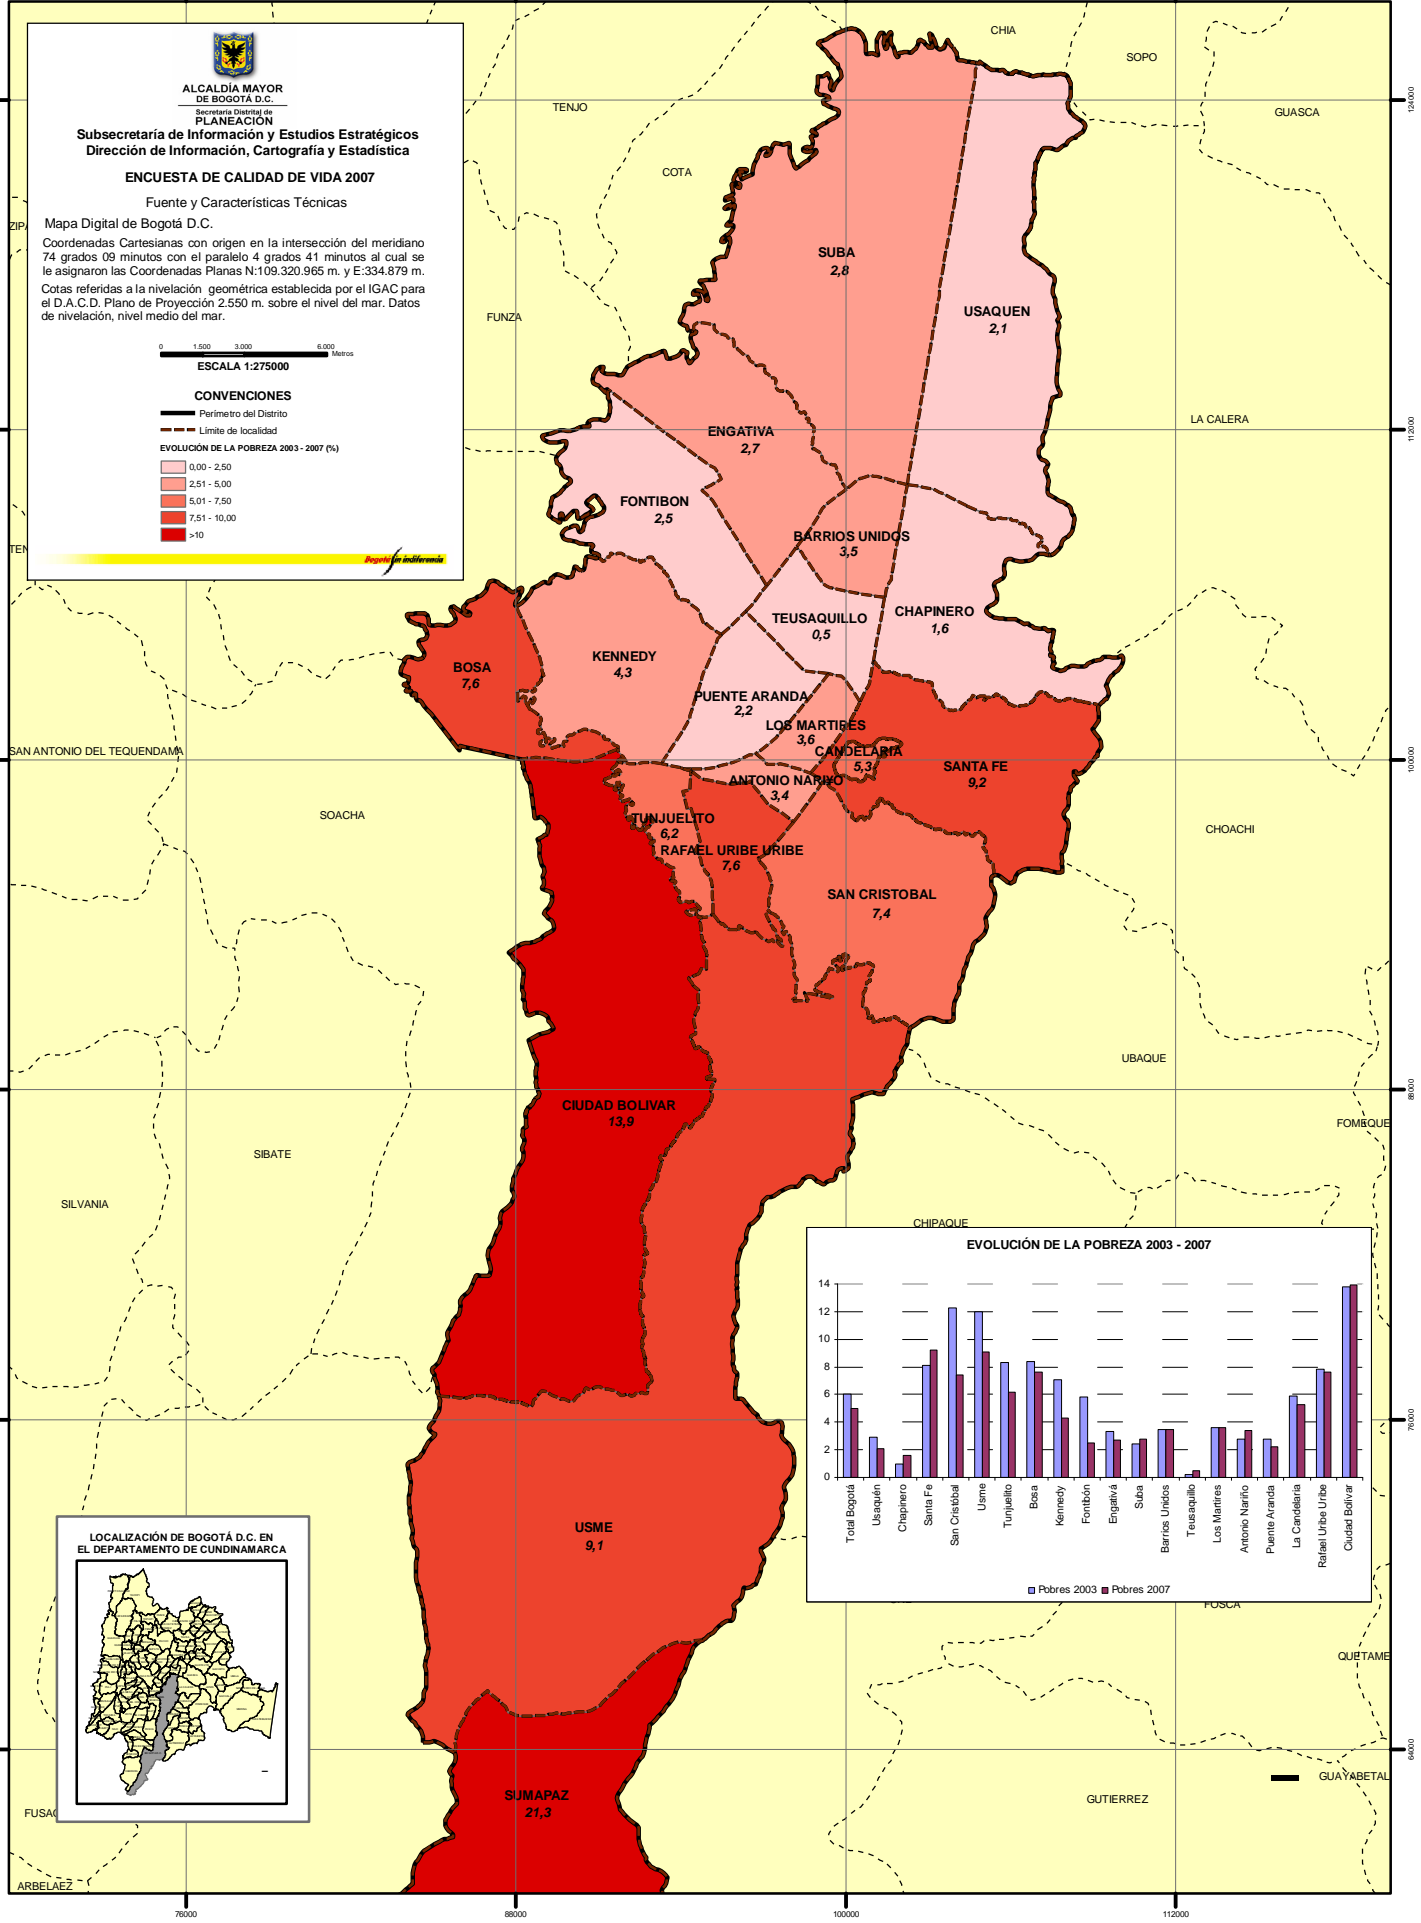 ALCALDÍA MAYOR
DE BOGOTÁ D.C.
Secretaría Distrital de
PLANEACIÓN
Subsecretaría de Información y Estudios Estratégicos
Dirección de Información, Cartografía y Estadística
ENCUESTA DE CALIDAD DE VIDA 2007
Fuente y Características Técnicas
Mapa Digital de Bogotá D.C.
Coordenadas Cartesianas con origen en la intersección del meridiano
74 grados 09 minutos con el paralelo 4 grados 41 minutos al cual se
le asignaron las Coordenadas Planas N:109.320.965 m. y E:334.879 m.
Cotas referidas a la nivelación geométrica establecida por el IGAC para
el D.A.C.D. Plano de Proyección 2.550 m. sobre el nivel del mar. Datos
de nivelación, nivel medio del mar.
0 1.500 3.000 6.000
Metros
ESCALA 1:275000
CONVENCIONES
Perímetro del Distrito
Límite de localidad
EVOLUCIÓN DE LA POBREZA 2003 - 2007 (%)
0,00 - 2,50
2,51 - 5,00
5,01 - 7,50
7,51 - 10,00
>10
Bogotá sin indiferencia
CHIA
SOPO
TENJO
GUASCA
COTA
ZIPA
FUNZA
LA CALERA
TEN
SUBA
2,8
USAQUEN
2,1
ENGATIVA
2,7
FONTIBON
2,5
BARRIOS UNIDOS
3,5
TEUSAQUILLO
0,5
CHAPINERO
1,6
BOSA
7,6
KENNEDY
4,3
PUENTE ARANDA
2,2
LOS MARTIRES
3,6
CANDELARIA
5,3
SANTA FE
9,2
ANTONIO NARIÑO
3,4
TUNJUELITO
6,2
RAFAEL URIBE URIBE
7,6
SAN CRISTOBAL
7,4
SAN ANTONIO DEL TEQUENDAMA
SOACHA
CHOACHI
UBAQUE
CIUDAD BOLIVAR
13,9
FOMEQUE
SIBATE
SILVANIA
CHIPAQUE
USME
9,1
SUMAPAZ
21,3
FOSCA
QUETAME
GUAYABETAL
GUTIERREZ
FUSAG
ARBELAEZ
EVOLUCIÓN DE LA POBREZA 2003 - 2007
14
12
10
8
6
4
2
0
Total Bogotá
Usaquén
Chapinero
Santa Fe
San Cristóbal
Usme
Tunjuelito
Bosa
Kennedy
Fontibón
Engativá
Suba
Barrios Unidos
Teusaquillo
Los Martires
Antonio Nariño
Puente Aranda
La Candelaria
Rafael Uribe Uribe
Ciudad Bolívar
Pobres 2003 Pobres 2007
LOCALIZACIÓN DE BOGOTÁ D.C. EN
EL DEPARTAMENTO DE CUNDINAMARCA
124000
112000
100000
88000
76000
64000
76000 88000 100000 112000